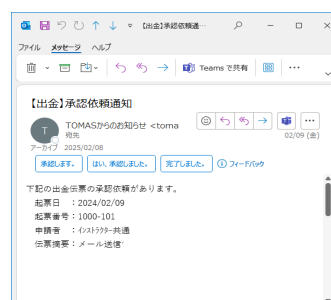 【出金】承認依頼通…
ファイル メッセージ ヘルプ
Teams で共有
【出金】承認依頼通知
T
TOMASからのお知らせ <toma
宛先
02/09 (金)
アーカイブ 2025/02/08
承認します。 はい、承認しました。 完了しました。 フィードバック
下記の出金伝票の承認依頼があります。
起票日 ：2024/02/09
起票番号：1000-101
申請者 ：インストラクター共通
伝票摘要：メール送信